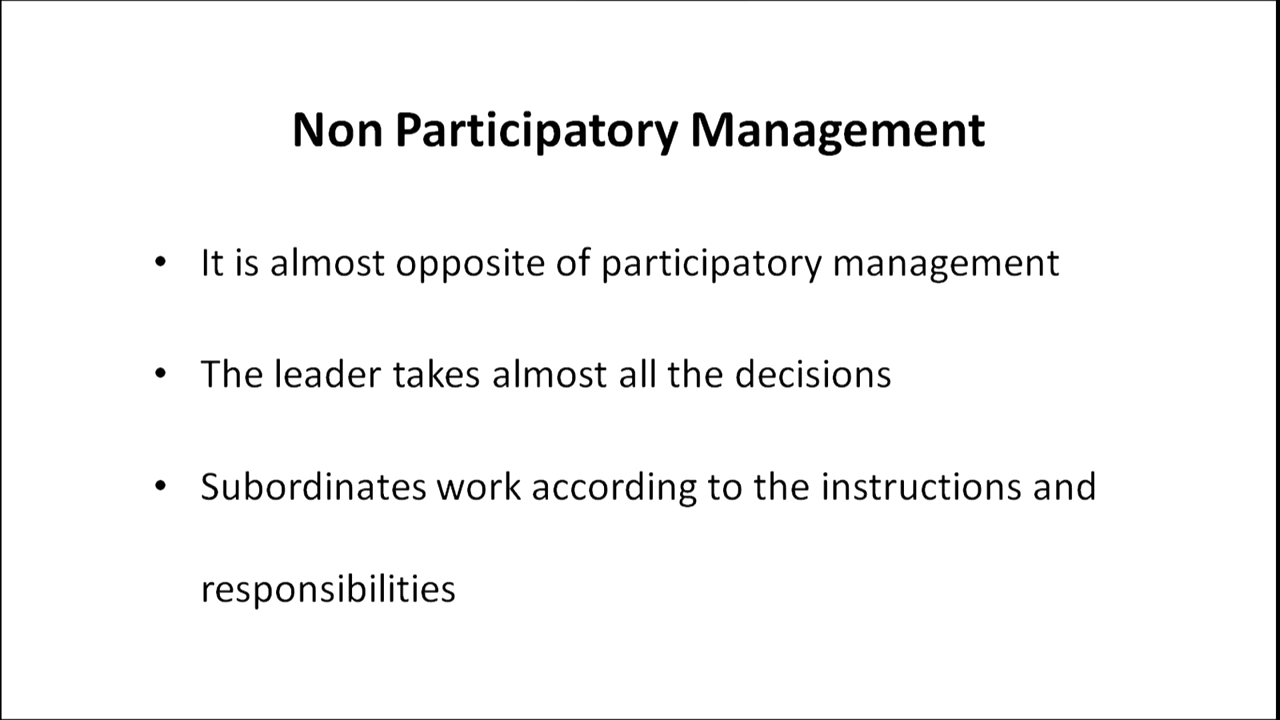 Non Participatory Management
• It is almost opposite of participatory management
• The leader takes almost all the decisions
• Subordinates work according to the instructions and
responsibilities